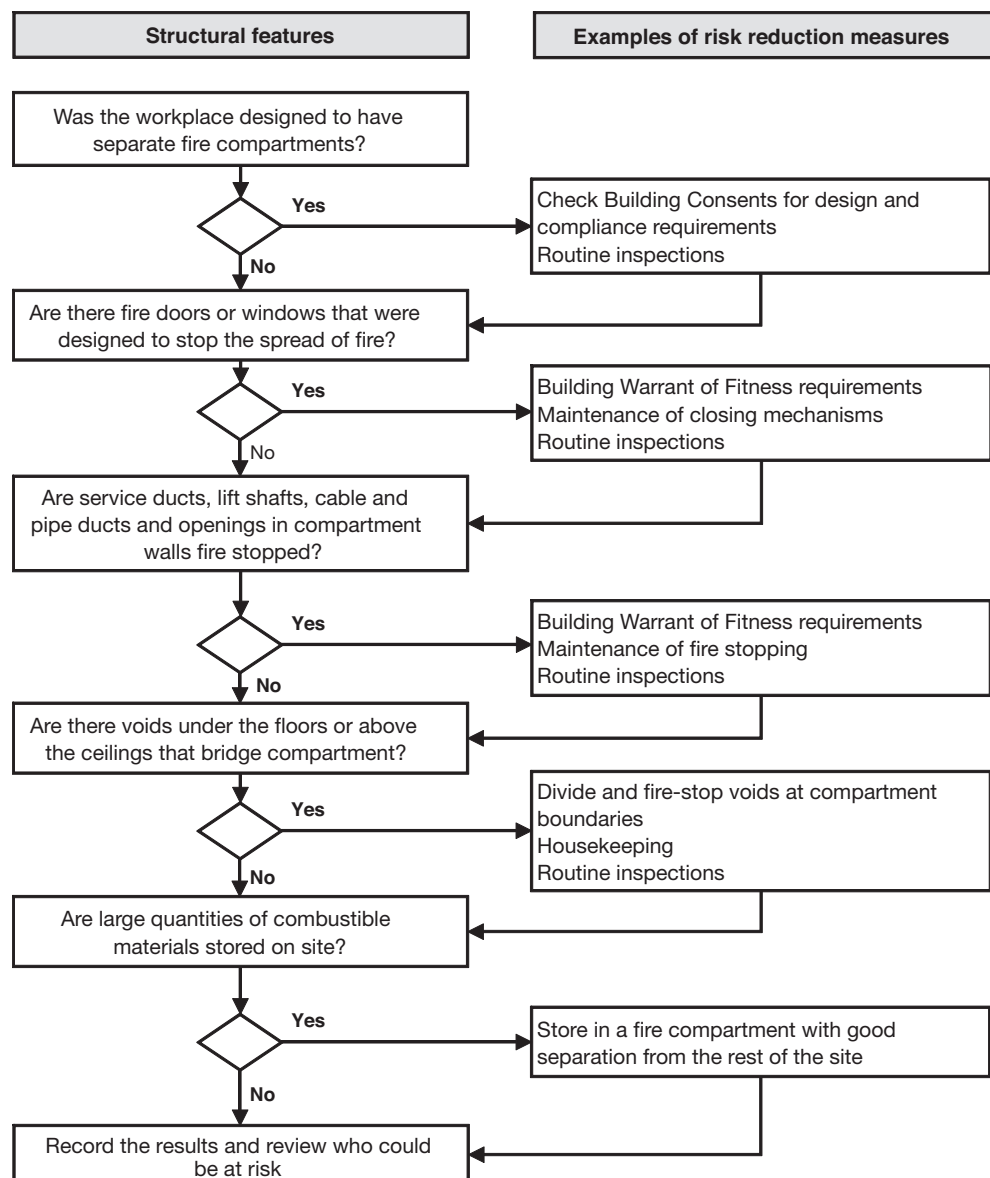 Structural features
Examples of risk reduction measures
Was the workplace designed to have
separate fire compartments?
Yes
Check Building Consents for design and
compliance requirements
Routine inspections
No
Are there fire doors or windows that were
designed to stop the spread of fire?
Yes
Building Warrant of Fitness requirements
Maintenance of closing mechanisms
Routine inspections
No
Are service ducts, lift shafts, cable and
pipe ducts and openings in compartment
walls fire stopped?
Yes
Building Warrant of Fitness requirements
Maintenance of fire stopping
Routine inspections
No
Are there voids under the floors or above
the ceilings that bridge compartment?
Yes
Divide and fire-stop voids at compartment
boundaries
Housekeeping
Routine inspections
No
Are large quantities of combustible
materials stored on site?
Yes
Store in a fire compartment with good
separation from the rest of the site
No
Record the results and review who could
be at risk